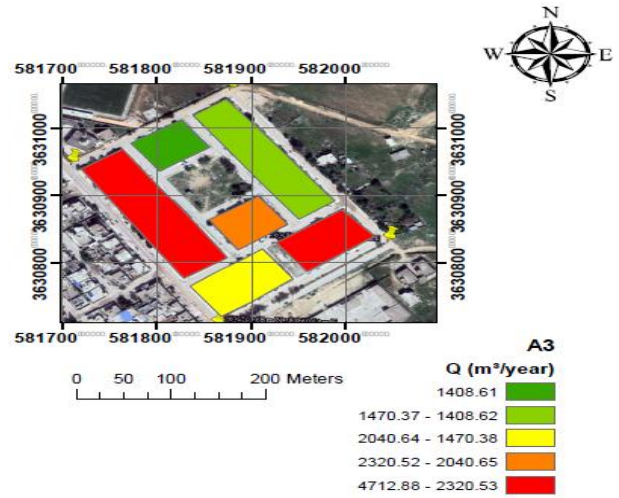 N
W E
S
581700 581800 581900 582000
3631000 3631000
3630900 3630900
3630800 3630800
581700 581800 581900 582000
0 50 100 200 Meters
A3
Q (m³/year)
1408.61
1470.37 - 1408.62
2040.64 - 1470.38
2320.52 - 2040.65
4712.88 - 2320.53